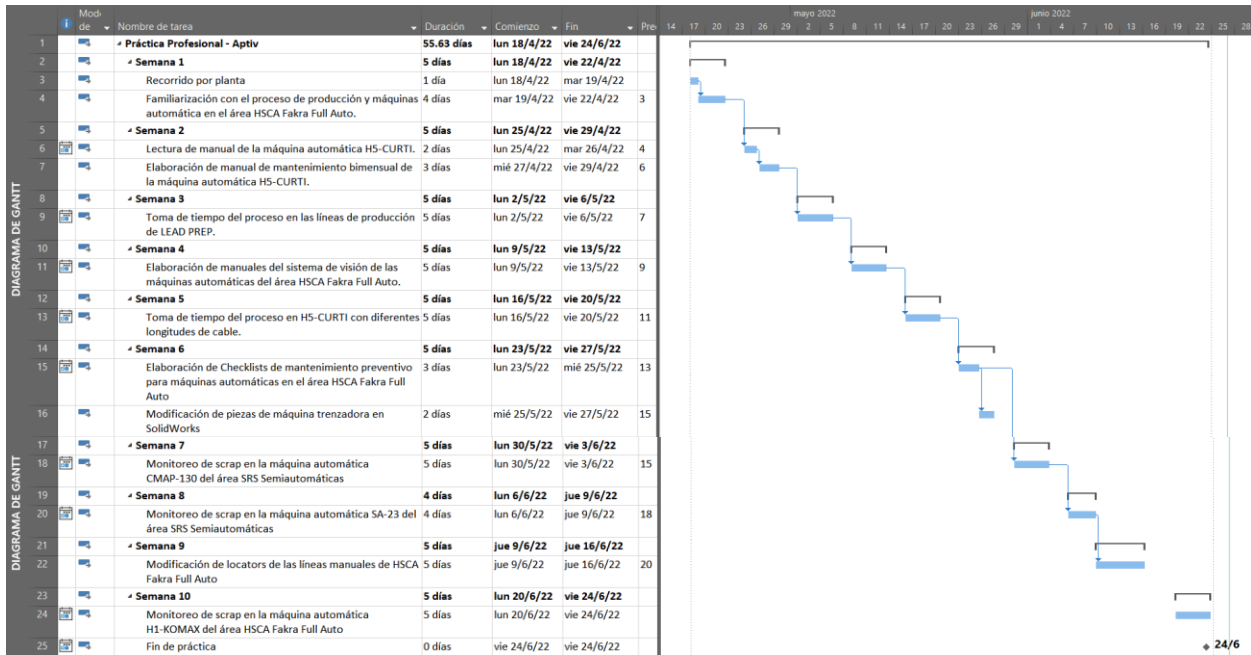 mayo 2022 junio 2022
Modo de Nombre de tarea Duración Comienzo Fin Pre 14 17 20 23 26 29 2 5 8 11 14 17 20 23 26 29 1 4 7 10 13 16 19 22 25 28
DIAGRAMA DE GANTT
1 Práctica Profesional - Aptiv 55.63 días lun 18/4/22 vie 24/6/22
2 Semana 1 5 días lun 18/4/22 vie 22/4/22
3 Recorrido por planta 1 día lun 18/4/22 mar 19/4/22
4 Familiarización con el proceso de producción y máquinas 4 días mar 19/4/22 vie 22/4/22 3
automática en el área HSCA Fakra Full Auto.
5 Semana 2 5 días lun 25/4/22 vie 29/4/22
6 Lectura de manual de la máquina automática H5-CURTI. 2 días lun 25/4/22 mar 26/4/22 4
7 Elaboración de manual de mantenimiento bimensual de 3 días mié 27/4/22 vie 29/4/22 6
la máquina automática H5-CURTI.
8 Semana 3 5 días lun 2/5/22 vie 6/5/22
9 Toma de tiempo del proceso en las líneas de producción 5 días lun 2/5/22 vie 6/5/22 7
de LEAD PREP.
10 Semana 4 5 días lun 9/5/22 vie 13/5/22
11 Elaboración de manuales del sistema de visión de las 5 días lun 9/5/22 vie 13/5/22 9
máquinas automáticas del área HSCA Fakra Full Auto.
12 Semana 5 5 días lun 16/5/22 vie 20/5/22
13 Toma de tiempo del proceso en H5-CURTI con diferentes 5 días lun 16/5/22 vie 20/5/22 11
longitudes de cable.
14 Semana 6 5 días lun 23/5/22 vie 27/5/22
15 Elaboración de Checklists de mantenimiento preventivo 3 días lun 23/5/22 mié 25/5/22 13
para máquinas automáticas en el área HSCA Fakra Full
Auto
16 Modificación de piezas de máquina trenzadora en 2 días mié 25/5/22 vie 27/5/22 15
SolidWorks
DIAGRAMA DE GANTT
17 Semana 7 5 días lun 30/5/22 vie 3/6/22
18 Monitoreo de scrap en la máquina automática 5 días lun 30/5/22 vie 3/6/22 15
CMAP-130 del área SRS Semiautomáticas
19 Semana 8 4 días lun 6/6/22 jue 9/6/22
20 Monitoreo de scrap en la máquina automática SA-23 del 4 días lun 6/6/22 jue 9/6/22 18
área SRS Semiautomáticas
21 Semana 9 5 días jue 9/6/22 jue 16/6/22
22 Modificación de locators de las líneas manuales de HSCA 5 días jue 9/6/22 jue 16/6/22 20
Fakra Full Auto
23 Semana 10 5 días lun 20/6/22 vie 24/6/22
24 Monitoreo de scrap en la máquina automática 5 días lun 20/6/22 vie 24/6/22
H1-KOMAX del área HSCA Fakra Full Auto
25 Fin de práctica 0 días vie 24/6/22 vie 24/6/22 24/6